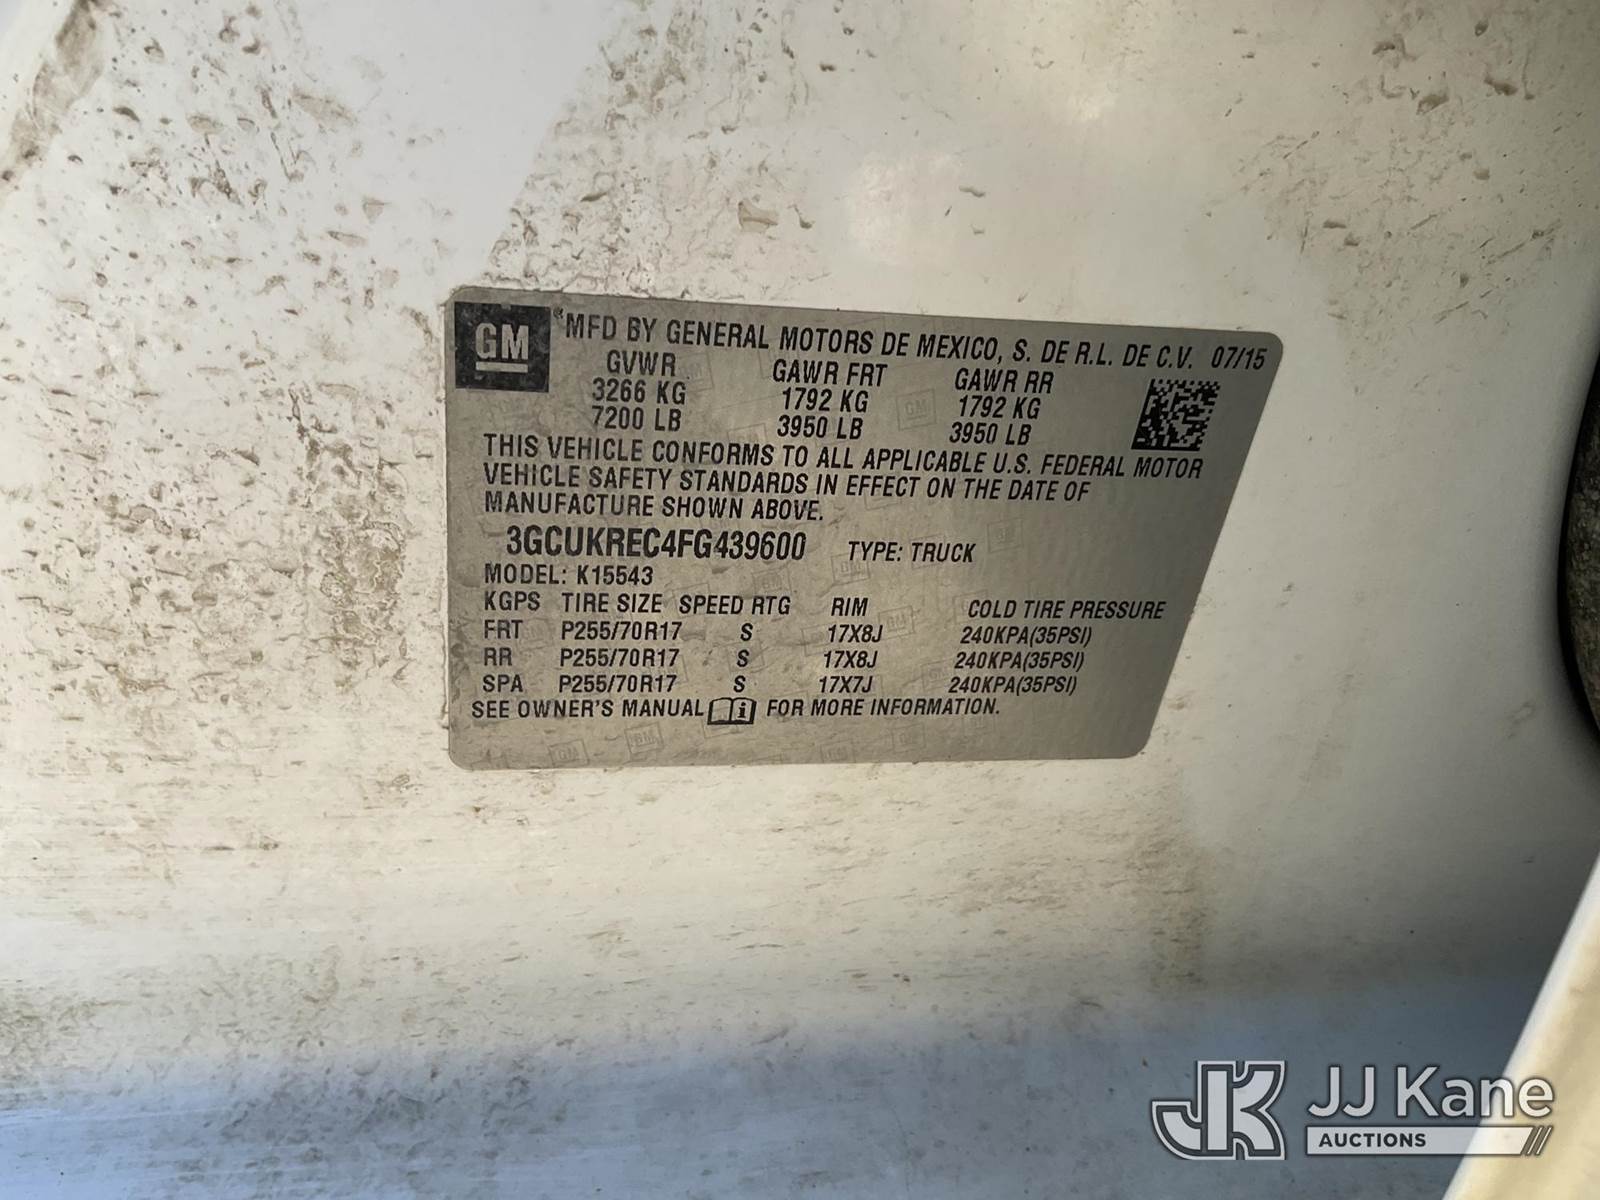 GM ®MFD BY GENERAL MOTORS DE MEXICO, S. DE R.L. DE C.V. 07/15
GVWR GAWR FRT GAWR RR
3266 KG 1792 KG 1792 KG
7200 LB 3950 LB 3950 LB
THIS VEHICLE CONFORMS TO ALL APPLICABLE U.S. FEDERAL MOTOR
VEHICLE SAFETY STANDARDS IN EFFECT ON THE DATE OF
MANUFACTURE SHOWN ABOVE.
3GCUKREC4FG439600 TYPE: TRUCK
MODEL: K15543
KGPS TIRE SIZE SPEED RTG RIM COLD TIRE PRESSURE
FRT P255/70R17 S 17X8J 240KPA(35PSI)
RR P255/70R17 S 17X8J 240KPA(35PSI)
SPA P255/70R17 S 17X7J 240KPA(35PSI)
SEE OWNER'S MANUAL i FOR MORE INFORMATION.
JK JJ Kane
AUCTIONS